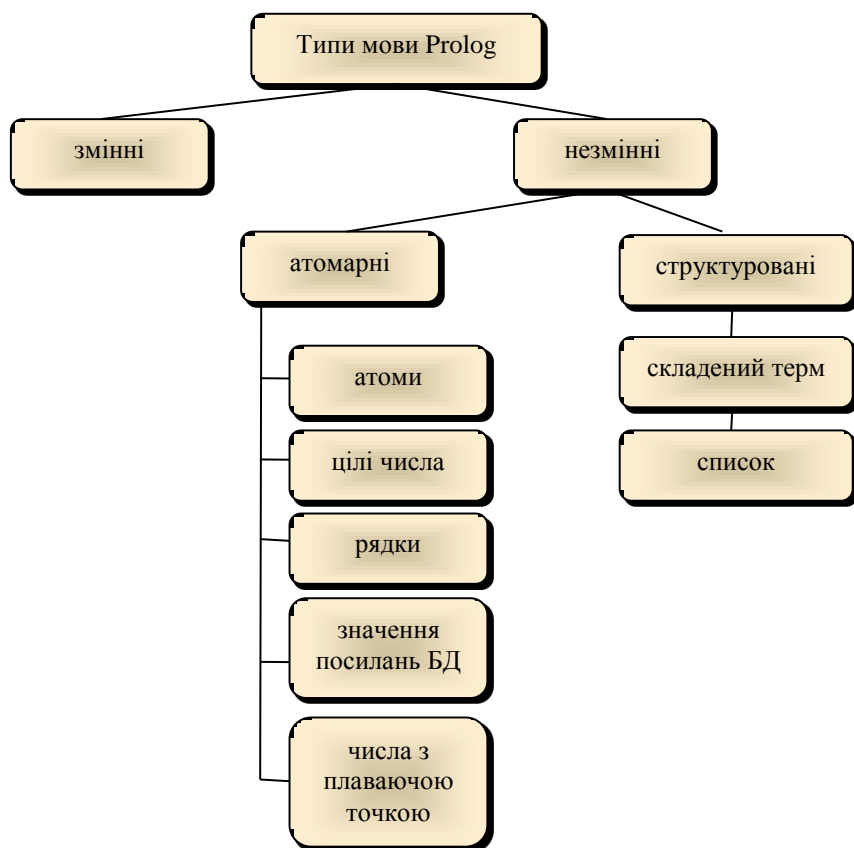 Типи мови Prolog
змінні
незмінні
атомарні
структуровані
атоми
складений терм
цілі числа
список
рядки
значення
посилань БД
числа з
плаваючою
точкою